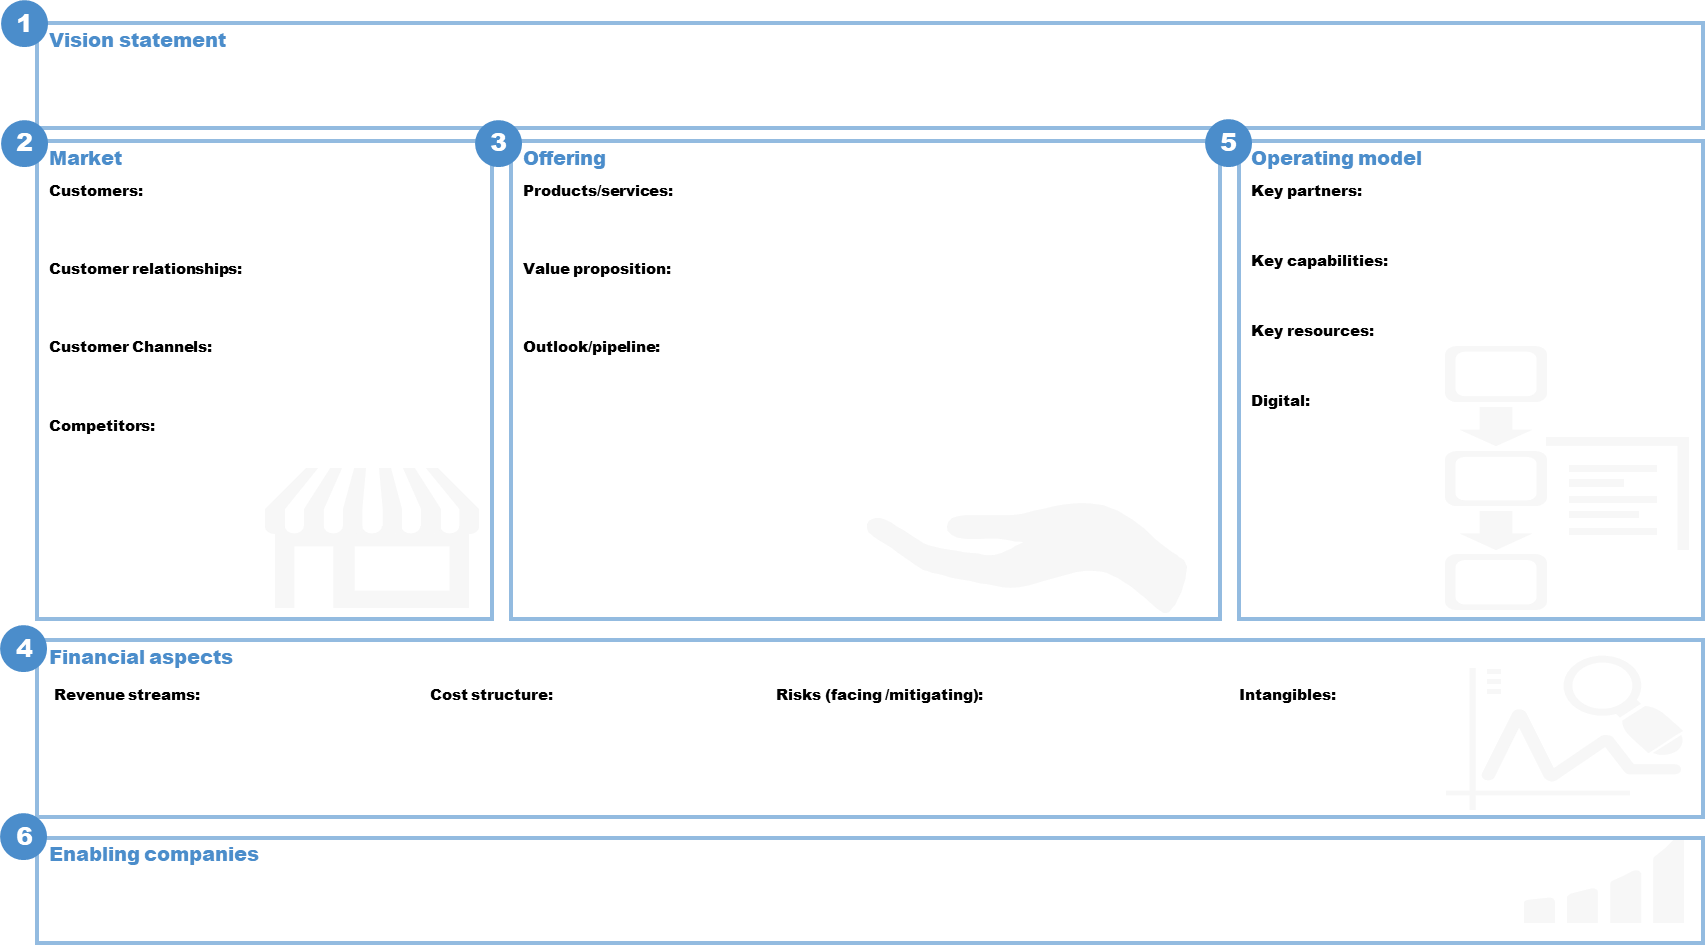 1
Vision statement
2
Market
Customers:
Customer relationships:
Customer Channels:
Competitors:
3
Offering
Products/services:
Value proposition:
Outlook/pipeline:
5
Operating model
Key partners:
Key capabilities:
Key resources:
Digital:
4
Financial aspects
Revenue streams:
Cost structure:
Risks (facing /mitigating):
Intangibles:
6
Enabling companies